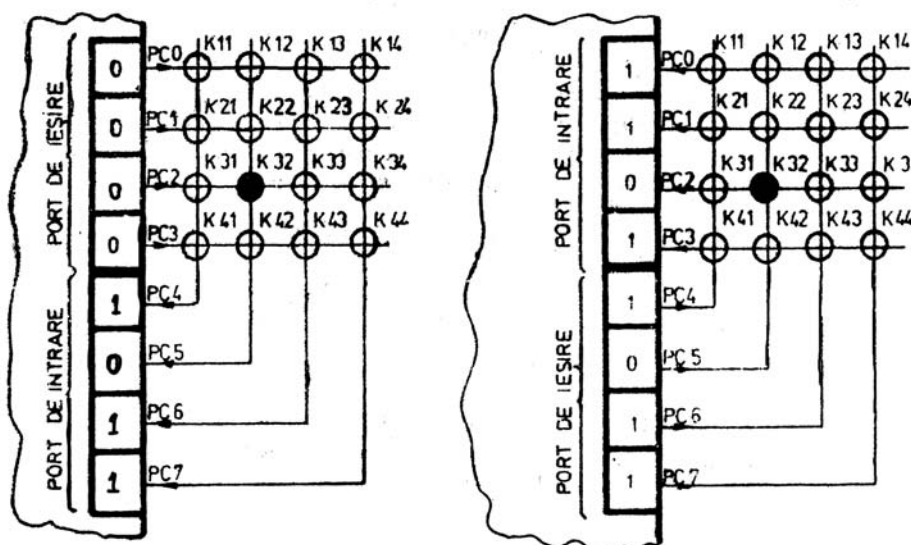 K11 K12 K13 K14
PORT DE IESIRE
0 PC0
K21 K22 K23 K24
0 PC1
K31 K32 K33 K34
0 PC2
K41 K42 K43 K44
0 PC3
PORT DE INTRARE
1 PC4
0 PC5
1 PC6
1 PC7
K11 K12 K13 K14
PORT DE INTRARE
1 PC0
K21 K22 K23 K24
1 PC1
K31 K32 K33 K3
0 PC2
K41 K42 K43 K44
1 PC3
PORT DE IESIRE
1 PC4
0 PC5
1 PC6
1 PC7